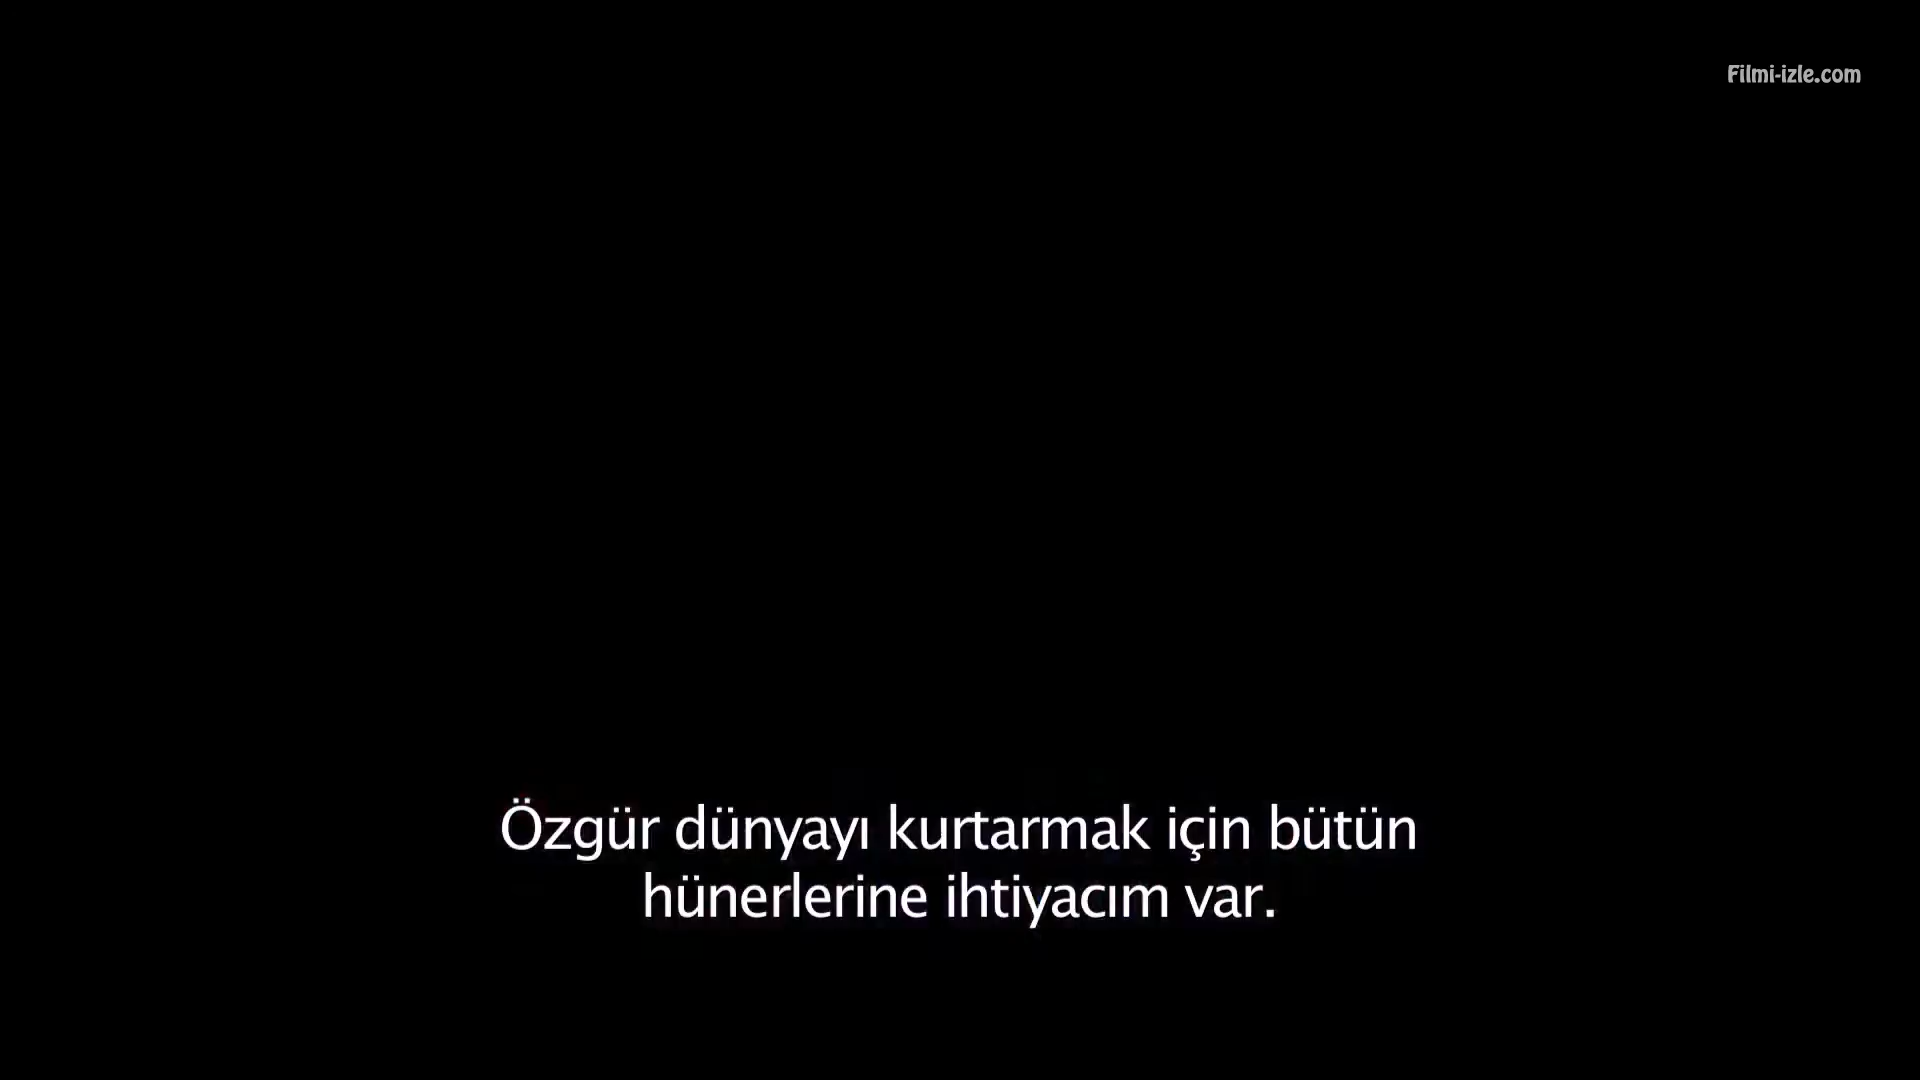 Filmi-izle.com
Özgür dünyayı kurtarmak için bütün
hünerlerine ihtiyacım var.